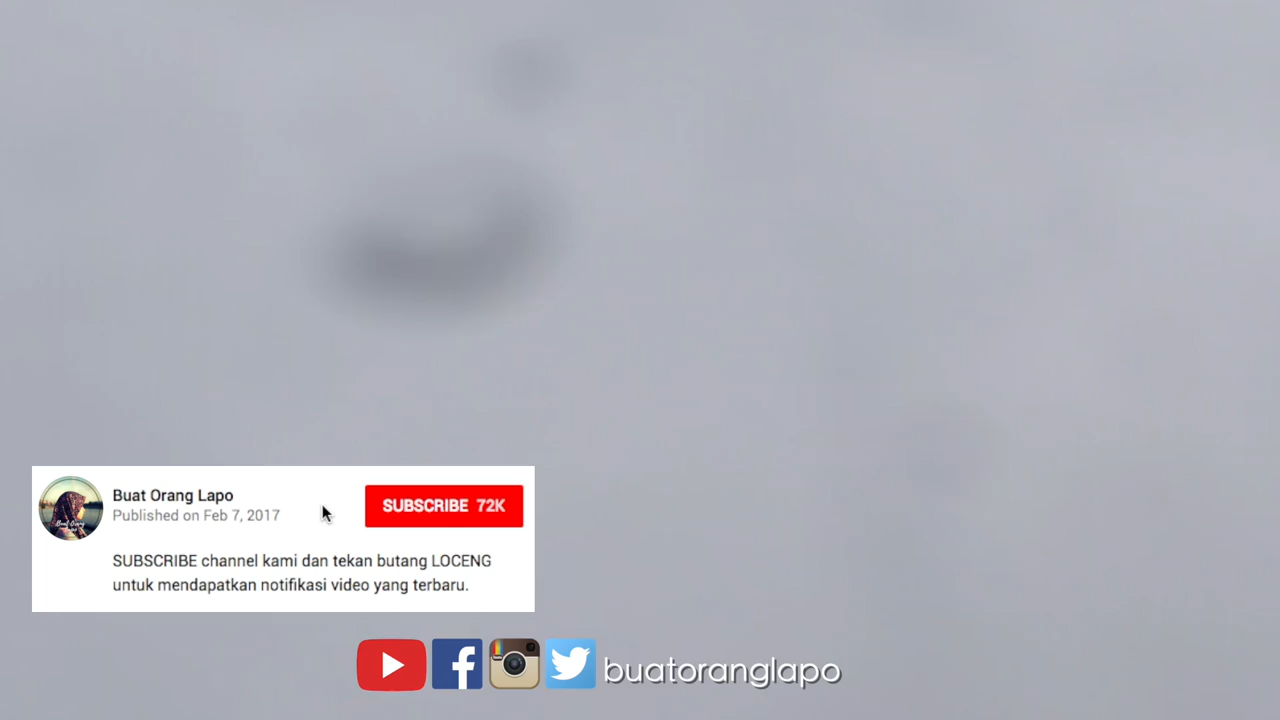 Buat Orang Lapo
Published on Feb 7, 2017
SUBSCRIBE 72K
SUBSCRIBE channel kami dan tekan butang LOCENG
untuk mendapatkan notifikasi video yang terbaru.
buatoranglapo